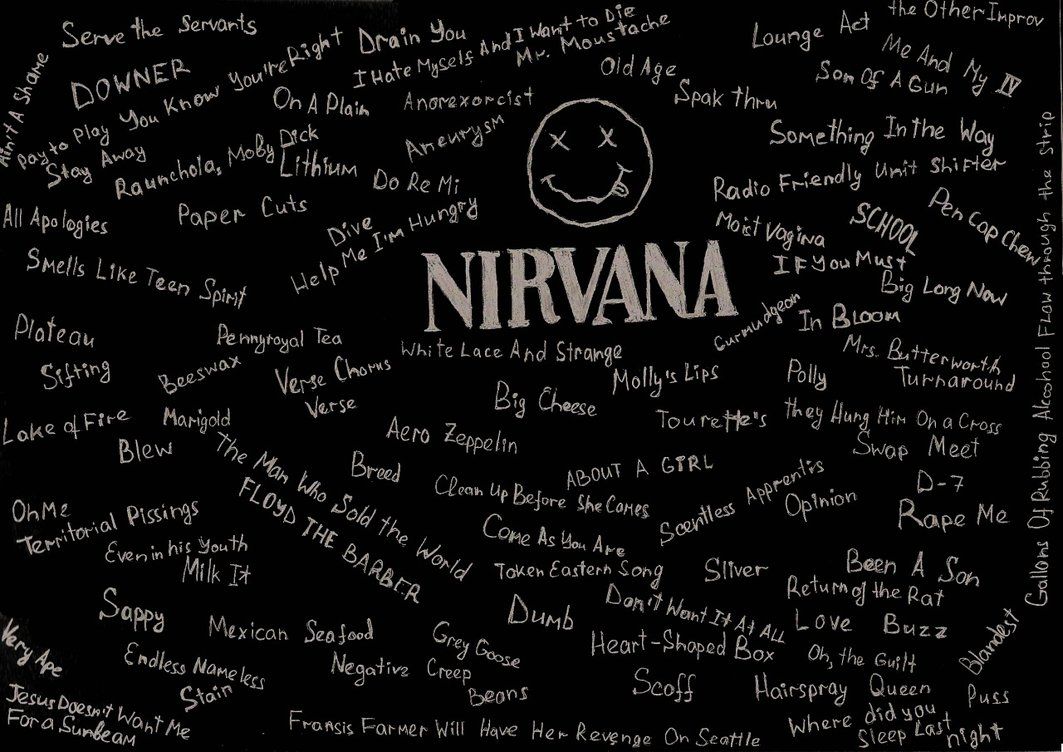 Serve the Servants
Drain You
I Hate Myself And I Want to Die
Mr. Moustache
Lounge Act
the Other Improv
Me And My IV
Son Of A Gun
Old Age
Spak thru
Ain't A Shame
DOWNER
You Know You're Right
Pay to Play
On A Plain
Anorexorcist
Aneurysm
Something In the Way
Stay Away
Raunchola, Moby Dick
Lithium
Do Re Mi
Radio Friendly Unit Shifter
Pen Cap Chew
All Apologies
Paper Cuts
Dive
Help Me I'm Hungry
Moist Vagina
SCHOOL
IF You Must
Big Long Now
Smells Like Teen Spirit
NIRVANA
Curmudgeon
In BLOOM
Plateau
Pennyroyal Tea
White Lace And Strange
Mrs. Butterworth
Turnaround
Sifting
Beeswax
Verse Chorus
Verse
Big Cheese
Molly's Lips
Polly
Lake of Fire
Marigold
Tourette's
they Hung Him On a Cross
Blew
Aero Zeppelin
Swap Meet
The Man Who Sold the World
FLOYD THE BARBER
Breed
Clean Up Before She Comes
ABOUT A GIRL
Scentless Apprentis
Opinion
D-7
Rape Me
Oh Me
Territorial Pissings
Even in his Youth
Milk It
Come As You Are
Token Eastern Song
Sliver
Been A Son
Return of the Rat
Gallons Of Rubbing Alcohool Flow through the strip
Sappy
Mexican Seafood
Grey Goose
Dumb
Don't Want It At ALL
Love Buzz
Heart-Shaped Box
Oh, the Guilt
Blandest
Very Ape
Endless Nameless
Stain
Negative Creep
Beans
Scoff
Hairspray Queen
Puss
Jesus Doesn't Want Me
For a Sunbeam
Fransis Farmer Will Have Her Revenge On Seattle
Where did you
Sleep Last night